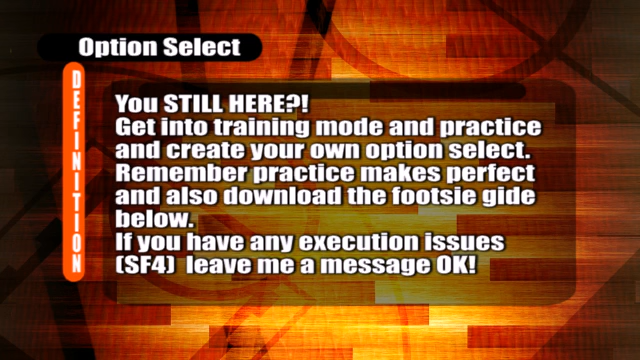 Option Select
DEFINITION
You STILL HERE?!
Get into training mode and practice
and create your own option select.
Remember practice makes perfect
and also download the footsie gide
below.
If you have any execution issues
(SF4) leave me a message OK!